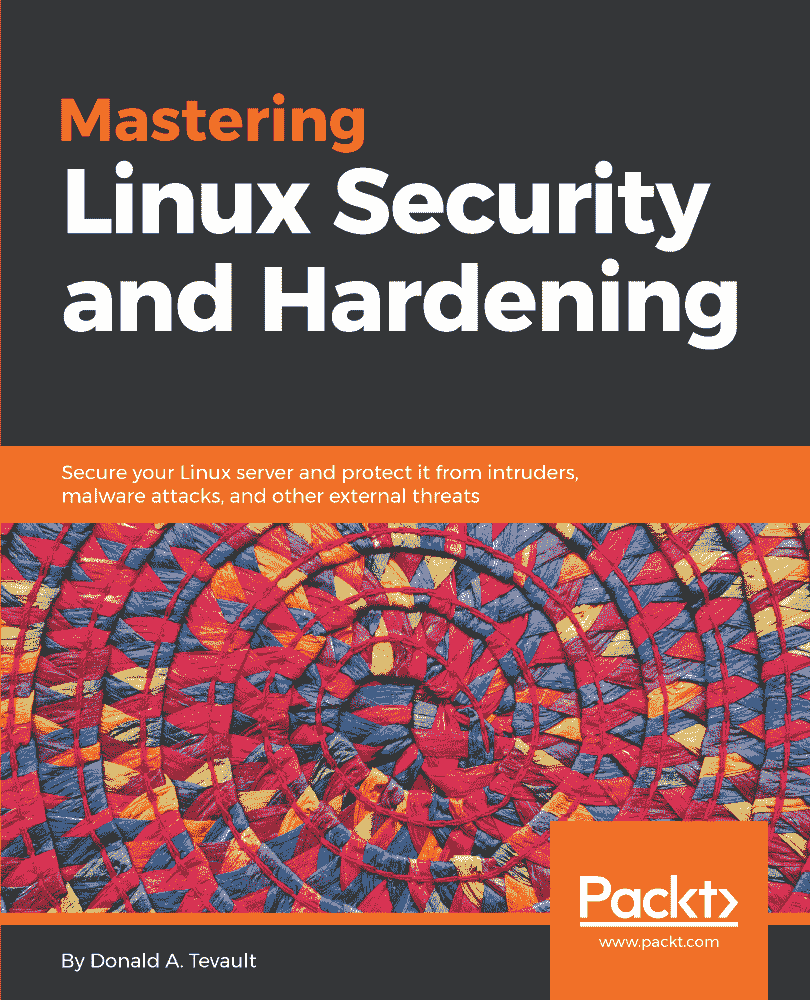 Mastering
Linux Security
and Hardening
Secure your Linux server and protect it from intruders,
malware attacks, and other external threats
Packt>
www.packt.com
By Donald A. Tevault